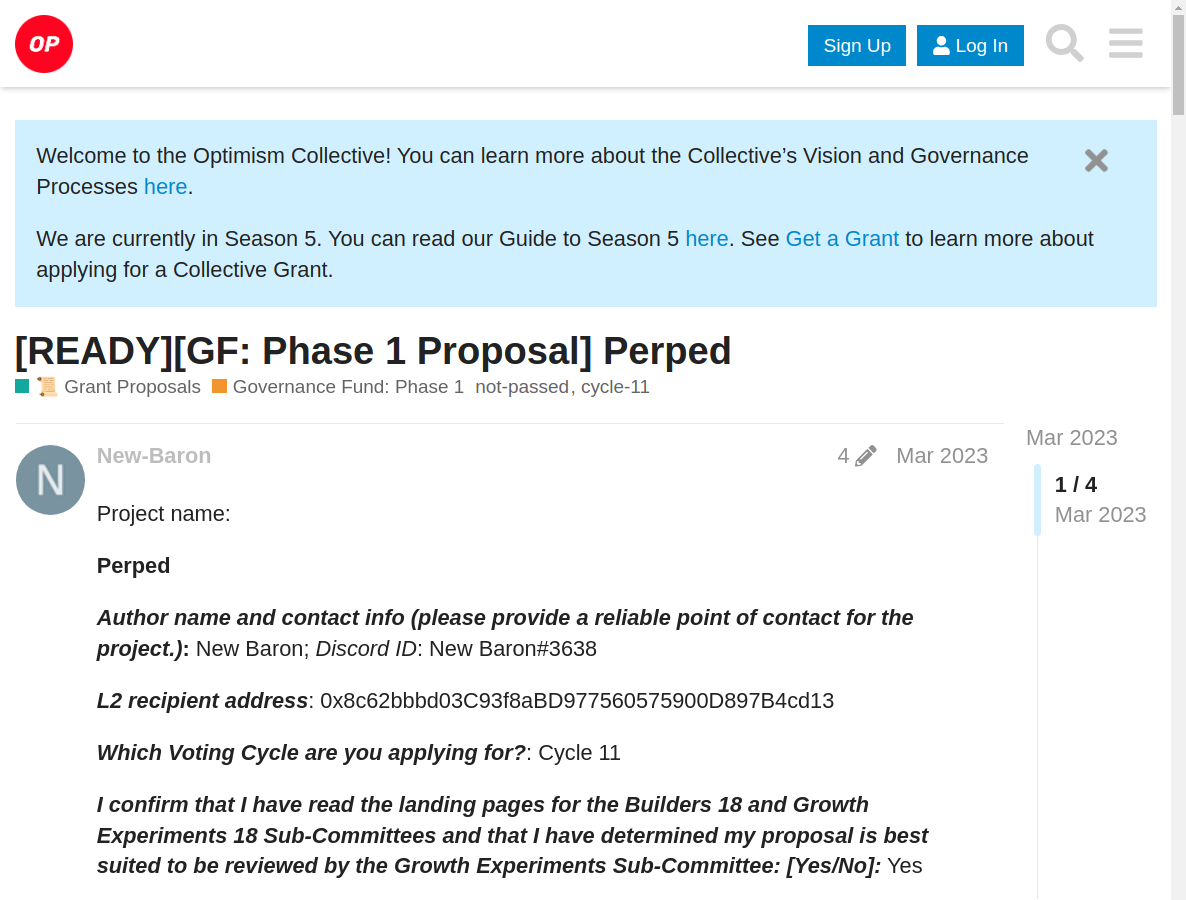 OP
Sign Up
Log In
Welcome to the Optimism Collective! You can learn more about the Collective’s Vision and Governance
Processes here.
We are currently in Season 5. You can read our Guide to Season 5 here. See Get a Grant to learn more about
applying for a Collective Grant.
[READY][GF: Phase 1 Proposal] Perped
Grant Proposals Governance Fund: Phase 1 not-passed, cycle-11
N
New-Baron 4 Mar 2023
Mar 2023
1 / 4
Mar 2023
Project name:
Perped
Author name and contact info (please provide a reliable point of contact for the
project.): New Baron; Discord ID: New Baron#3638
L2 recipient address: 0x8c62bbbd03C93f8aBD977560575900D897B4cd13
Which Voting Cycle are you applying for?: Cycle 11
I confirm that I have read the landing pages for the Builders 18 and Growth
Experiments 18 Sub-Committees and that I have determined my proposal is best
suited to be reviewed by the Growth Experiments Sub-Committee: [Yes/No]: Yes